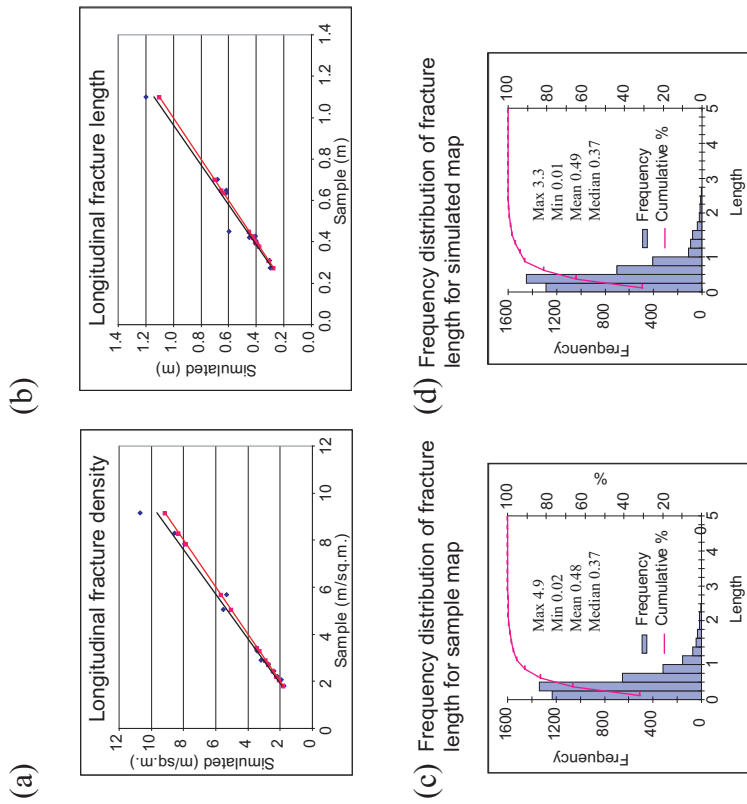 (a)
Longitudinal fracture density
Simulated (m/sq.m.)
12
10
8
6
4
2
0
0 2 4 6 8 10 12
Sample (m/sq.m.)
(b)
Longitudinal fracture length
Simulated (m)
1.4
1.2
1.0
0.8
0.6
0.4
0.2
0.0
0.0 0.2 0.4 0.6 0.8 1.0 1.2 1.4
Sample (m)
(c) Frequency distribution of fracture
length for sample map
Frequency
1600
1200
800
400
0
Max 4.9
Min 0.02
Mean 0.48
Median 0.37
Frequency
Cumulative %
100
80
60
40
20
0
%
0 1 2 3 4 5
Length
(d) Frequency distribution of fracture
length for simulated map
Frequency
1600
1200
800
400
0
Max 3.3
Min 0.01
Mean 0.49
Median 0.37
Frequency
Cumulative %
100
80
60
40
20
0
0 1 2 3 4 5
Length